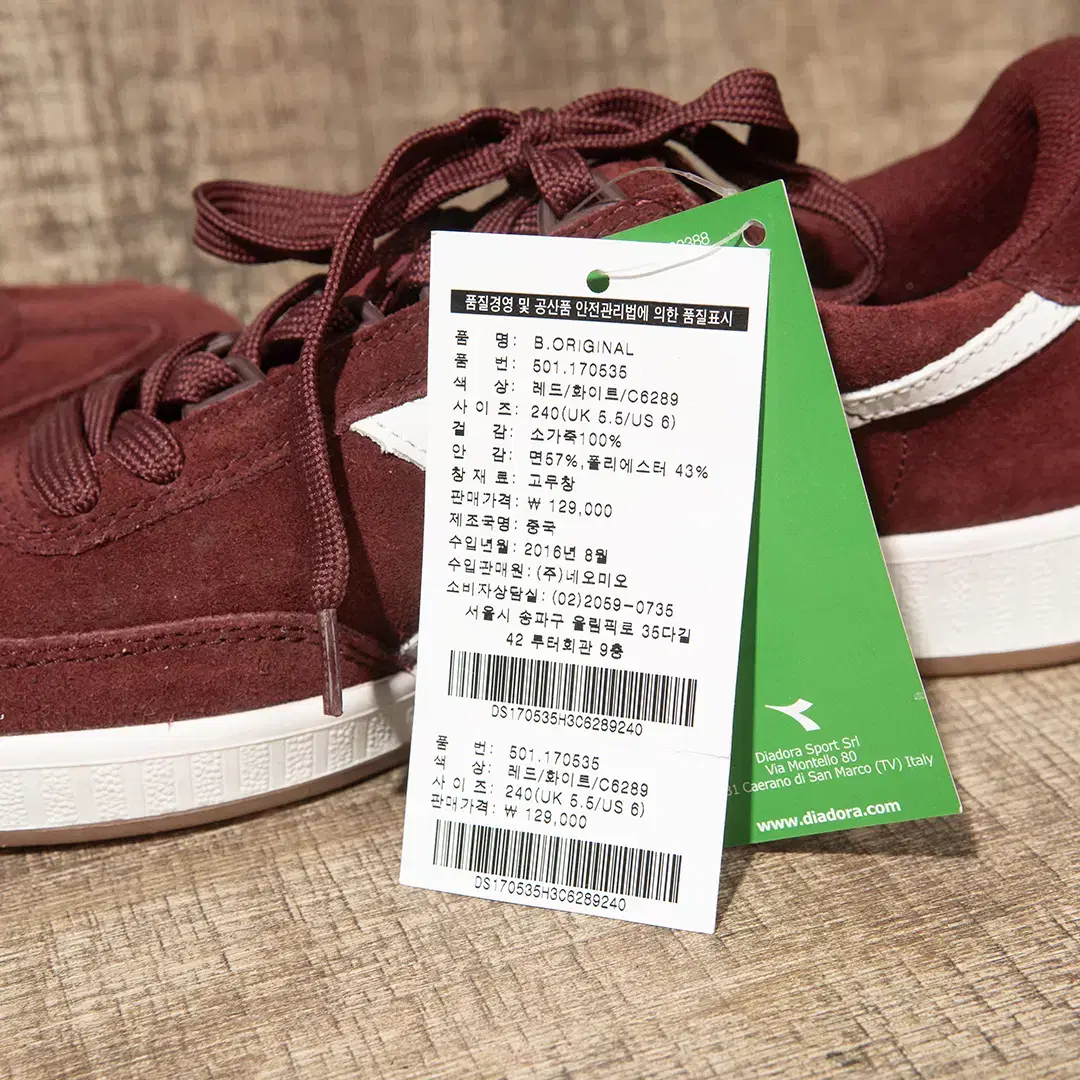 품질경영 및 공산품 안전관리법에 의한 품질표시
품 명: B.ORIGINAL
품 번: 501.170535
색 상: 레드/화이트/C6289
사 이 즈: 240(UK 5.5/US 6)
겉 감: 소가죽100%
안 감: 면57%,폴리에스터 43%
창 재 료: 고무창
판매가격: ₩ 129,000
제조국명: 중국
수입년월: 2016년 8월
수입판매원: (주)네오미오
소비자상담실: (02)2059-0735
서울시 송파구 올림픽로 35다길
42 루터회관 9층
DS170535H3C6289240
품 번: 501.170535
색 상: 레드/화이트/C6289
사 이 즈: 240(UK 5.5/US 6)
판매가격: ₩ 129,000
DS170535H3C6289240
Diadora Sport Srl
Via Montello 80
Caerano di San Marco (TV) Italy
www.diadora.com